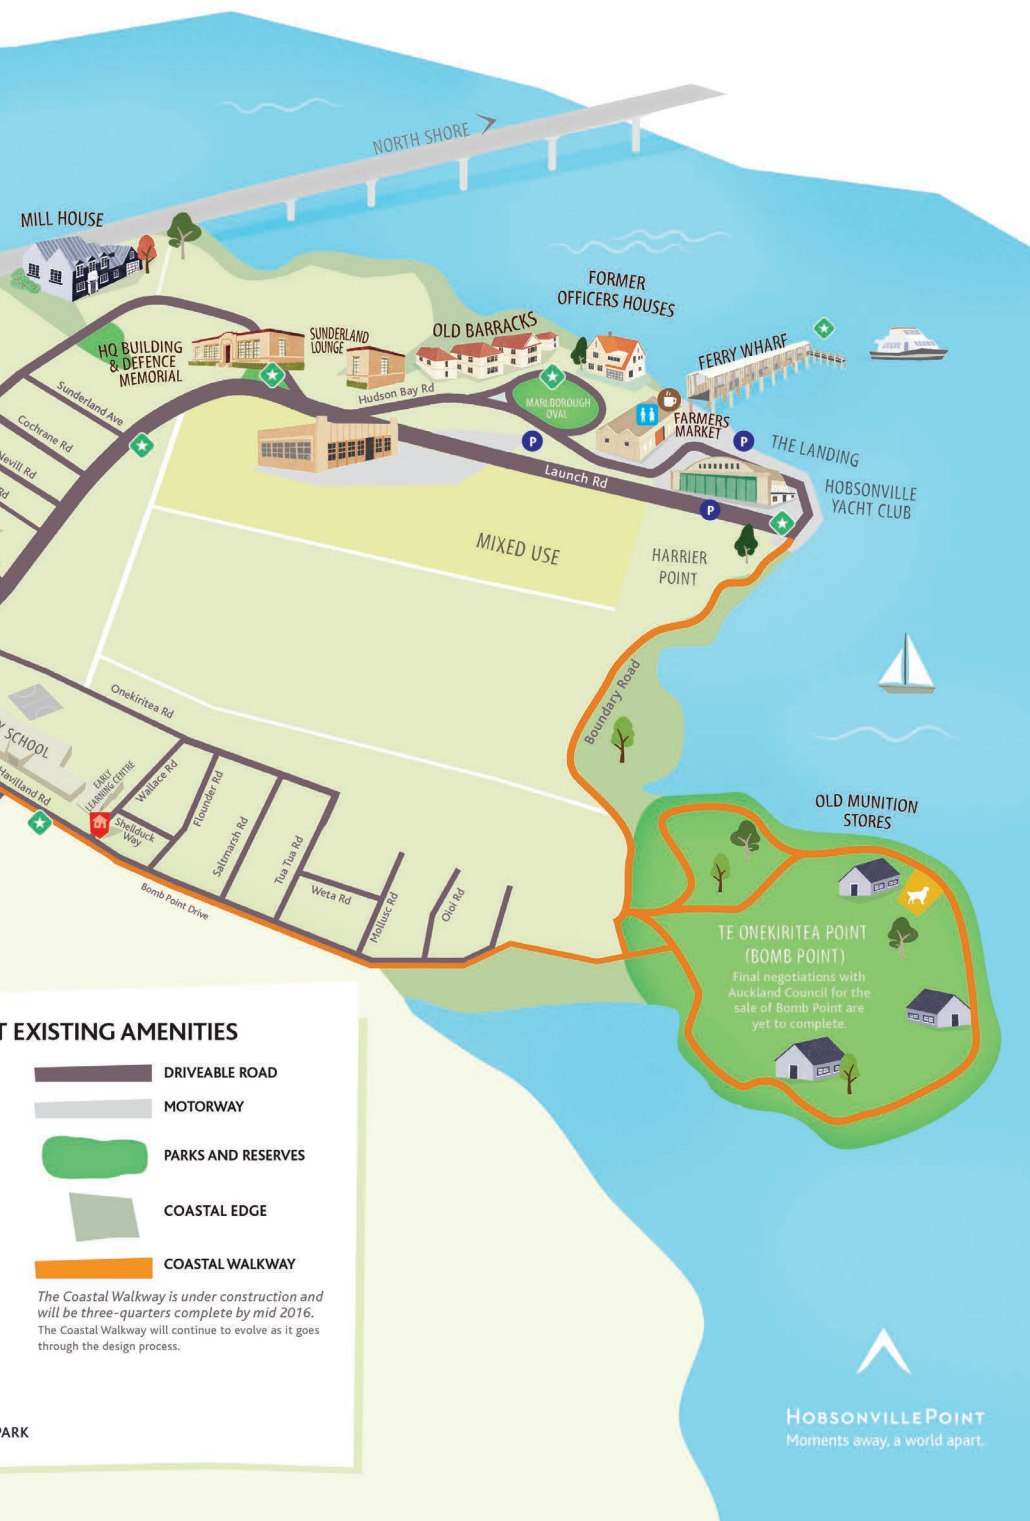 NORTH SHORE
MILL HOUSE
FORMER
OFFICERS HOUSES
OLD BARRACKS
SUNDERLAND
LOUNGE
FERRY WHARF
HQ BUILDING
& DEFENCE
MEMORIAL
Sunderland Ave
Hudson Bay Rd
MARLBOROUGH
OVAL
FARMERS
MARKET
Cochrane Rd
P
P
THE LANDING
Nevill Rd
Rd
Launch Rd
P
HOBSONVILLE
YACHT CLUB
MIXED USE
HARRIER
POINT
Boundary Road
Onekiritea Rd
Y SCHOOL
Havilland Rd
EARLY
LEARNING CENTRE
Wallace Rd
Flounder Rd
Shellduck
Way
Saltmarsh Rd
Tua Tua Rd
Weta Rd
Mollusc Rd
Oioi Rd
Bomb Point Drive
OLD MUNITION
STORES
TE ONEKIRITEA POINT
(BOMB POINT)
Final negotiations with
Auckland Council for the
sale of Bomb Point are
yet to complete.
T EXISTING AMENITIES
DRIVEABLE ROAD
MOTORWAY
PARKS AND RESERVES
COASTAL EDGE
COASTAL WALKWAY
The Coastal Walkway is under construction and
will be three-quarters complete by mid 2016.
The Coastal Walkway will continue to evolve as it goes
through the design process.
PARK
HOBSONVILLEPOINT
Moments away, a world apart.